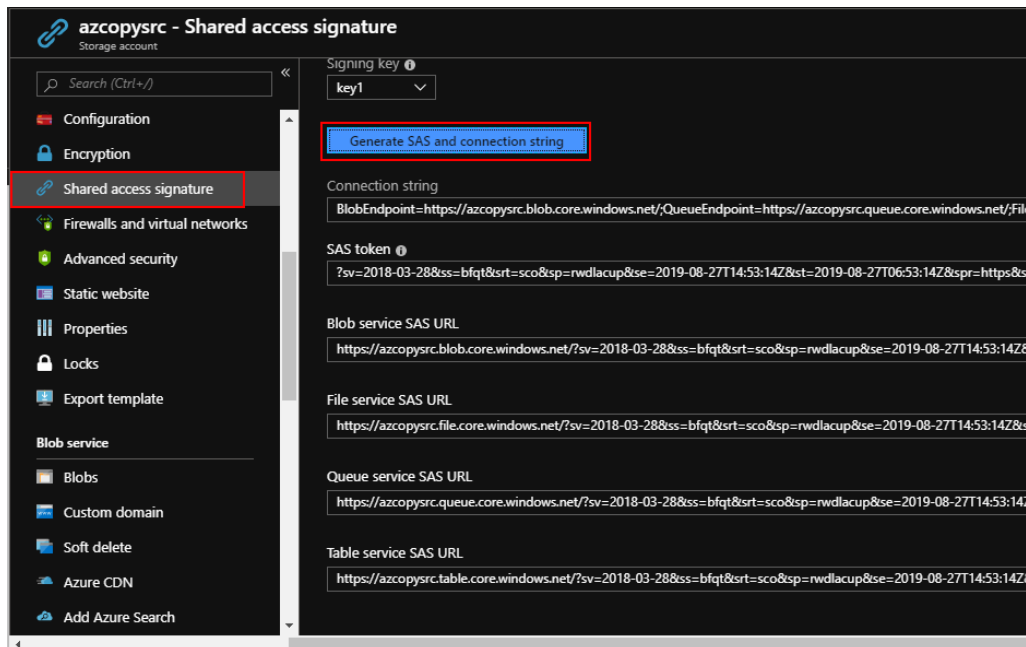 azcopysrc - Shared access signature
Storage account
Search (Ctrl+/)
Configuration
Encryption
Shared access signature
Firewalls and virtual networks
Advanced security
Static website
Properties
Locks
Export template
Blob service
Blobs
Custom domain
Soft delete
Azure CDN
Add Azure Search
Signing key
key1
Generate SAS and connection string
Connection string
BlobEndpoint=https://azcopysrc.blob.core.windows.net/;QueueEndpoint=https://azcopysrc.queue.core.windows.net/;Fil
SAS token
?sv=2018-03-28&ss=bfqt&srt=sco&sp=rwdlacup&se=2019-08-27T14:53:14Z&st=2019-08-27T06:53:14Z&spr=https&s
Blob service SAS URL
https://azcopysrc.blob.core.windows.net/?sv=2018-03-28&ss=bfqt&srt=sco&sp=rwdlacup&se=2019-08-27T14:53:14Z&
File service SAS URL
https://azcopysrc.file.core.windows.net/?sv=2018-03-28&ss=bfqt&srt=sco&sp=rwdlacup&se=2019-08-27T14:53:14Z&s
Queue service SAS URL
https://azcopysrc.queue.core.windows.net/?sv=2018-03-28&ss=bfqt&srt=sco&sp=rwdlacup&se=2019-08-27T14:53:14Z
Table service SAS URL
https://azcopysrc.table.core.windows.net/?sv=2018-03-28&ss=bfqt&srt=sco&sp=rwdlacup&se=2019-08-27T14:53:14Z